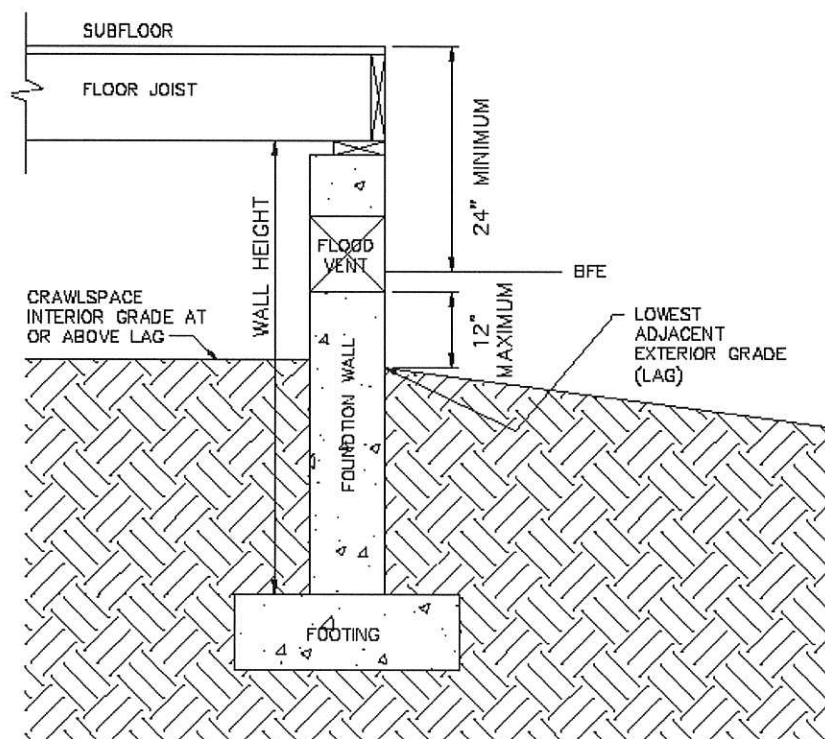 SUBFLOOR
FLOOR JOIST
24" MINIMUM
WALL HEIGHT
FLOOD
VENT
BFE
CRAWLSPACE
INTERIOR GRADE AT
OR ABOVE LAG
12"
MAXIMUM
LOWEST
ADJACENT
EXTERIOR GRADE
(LAG)
FOUNDTION WALL
FOOTING